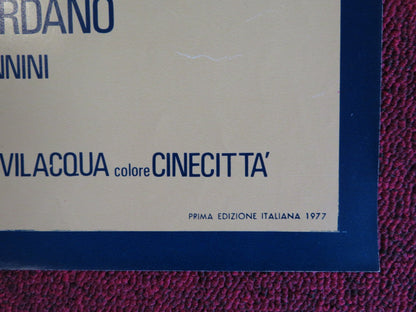 RDANO
NNINI
VILACQUA colore CINECITTA'
PRIMA EDIZIONE ITALIANA 1977